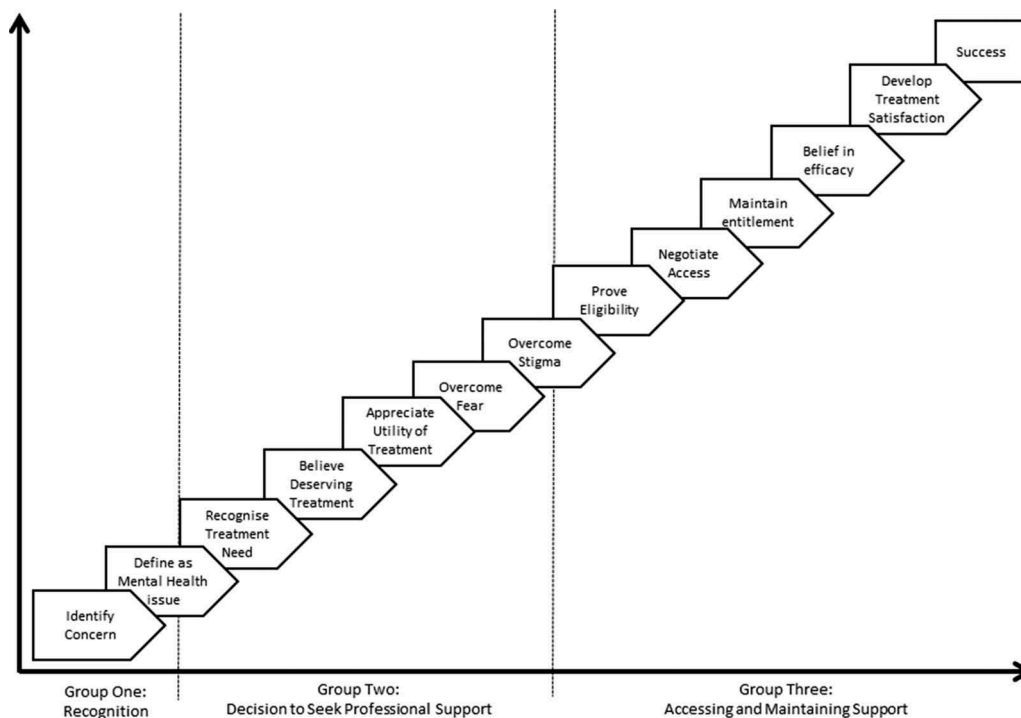 Success
Develop
Treatment
Satisfaction
Belief in
efficacy
Maintain
entitlement
Negotiate
Access
Prove
Eligibility
Overcome
Stigma
Overcome
Fear
Appreciate
Utility of
Treatment
Believe
Deserving
Treatment
Recognise
Treatment
Need
Define as
Mental Health
issue
Identify
Concern
Group One:
Recognition
Group Two:
Decision to Seek Professional Support
Group Three:
Accessing and Maintaining Support